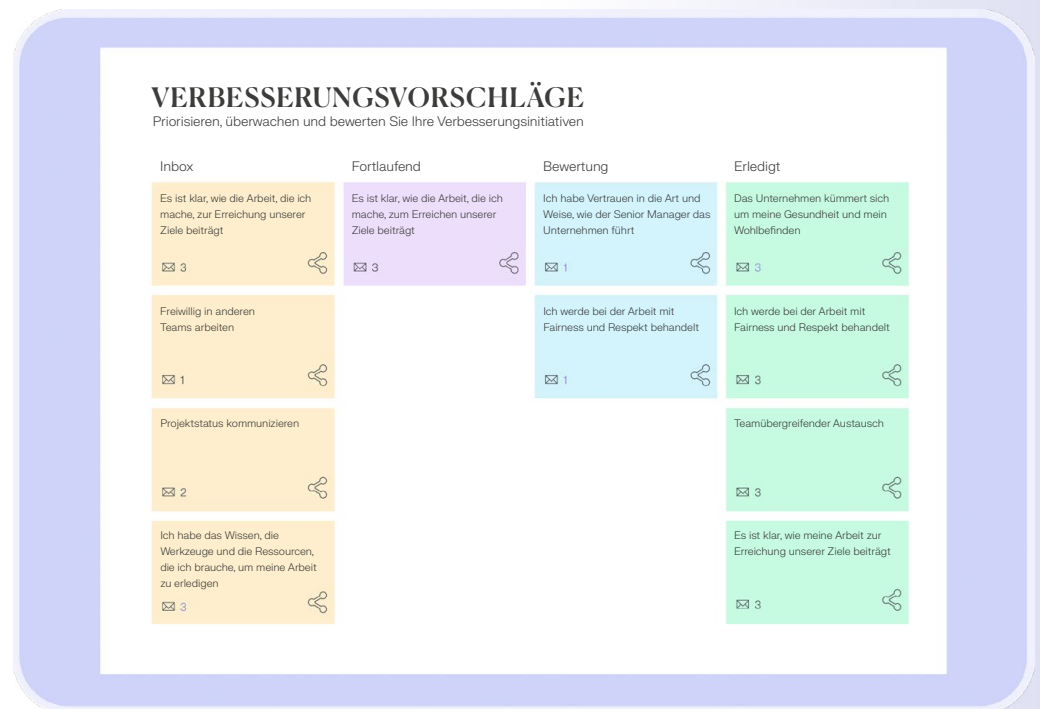 VERBESSERUNGSVORSCHLÄGE
Priorisieren, überwachen und bewerten Sie Ihre Verbesserungsinitiativen
Inbox
Es ist klar, wie die Arbeit, die ich
mache, zur Erreichung unserer
Ziele beiträgt
3
Freiwillig in anderen
Teams arbeiten
1
Projektstatus kommunizieren
2
Ich habe das Wissen, die
Werkzeuge und die Ressourcen,
die ich brauche, um meine Arbeit
zu erledigen
3
Fortlaufend
Es ist klar, wie die Arbeit, die ich
mache, zum Erreichen unserer
Ziele beiträgt
3
Bewertung
Ich habe Vertrauen in die Art und
Weise, wie der Senior Manager das
Unternehmen führt
1
Ich werde bei der Arbeit mit
Fairness und Respekt behandelt
1
Erledigt
Das Unternehmen kümmert sich
um meine Gesundheit und mein
Wohlbefinden
3
Ich werde bei der Arbeit mit
Fairness und Respekt behandelt
3
Teamübergreifender Austausch
3
Es ist klar, wie meine Arbeit zur
Erreichung unserer Ziele beiträgt
3